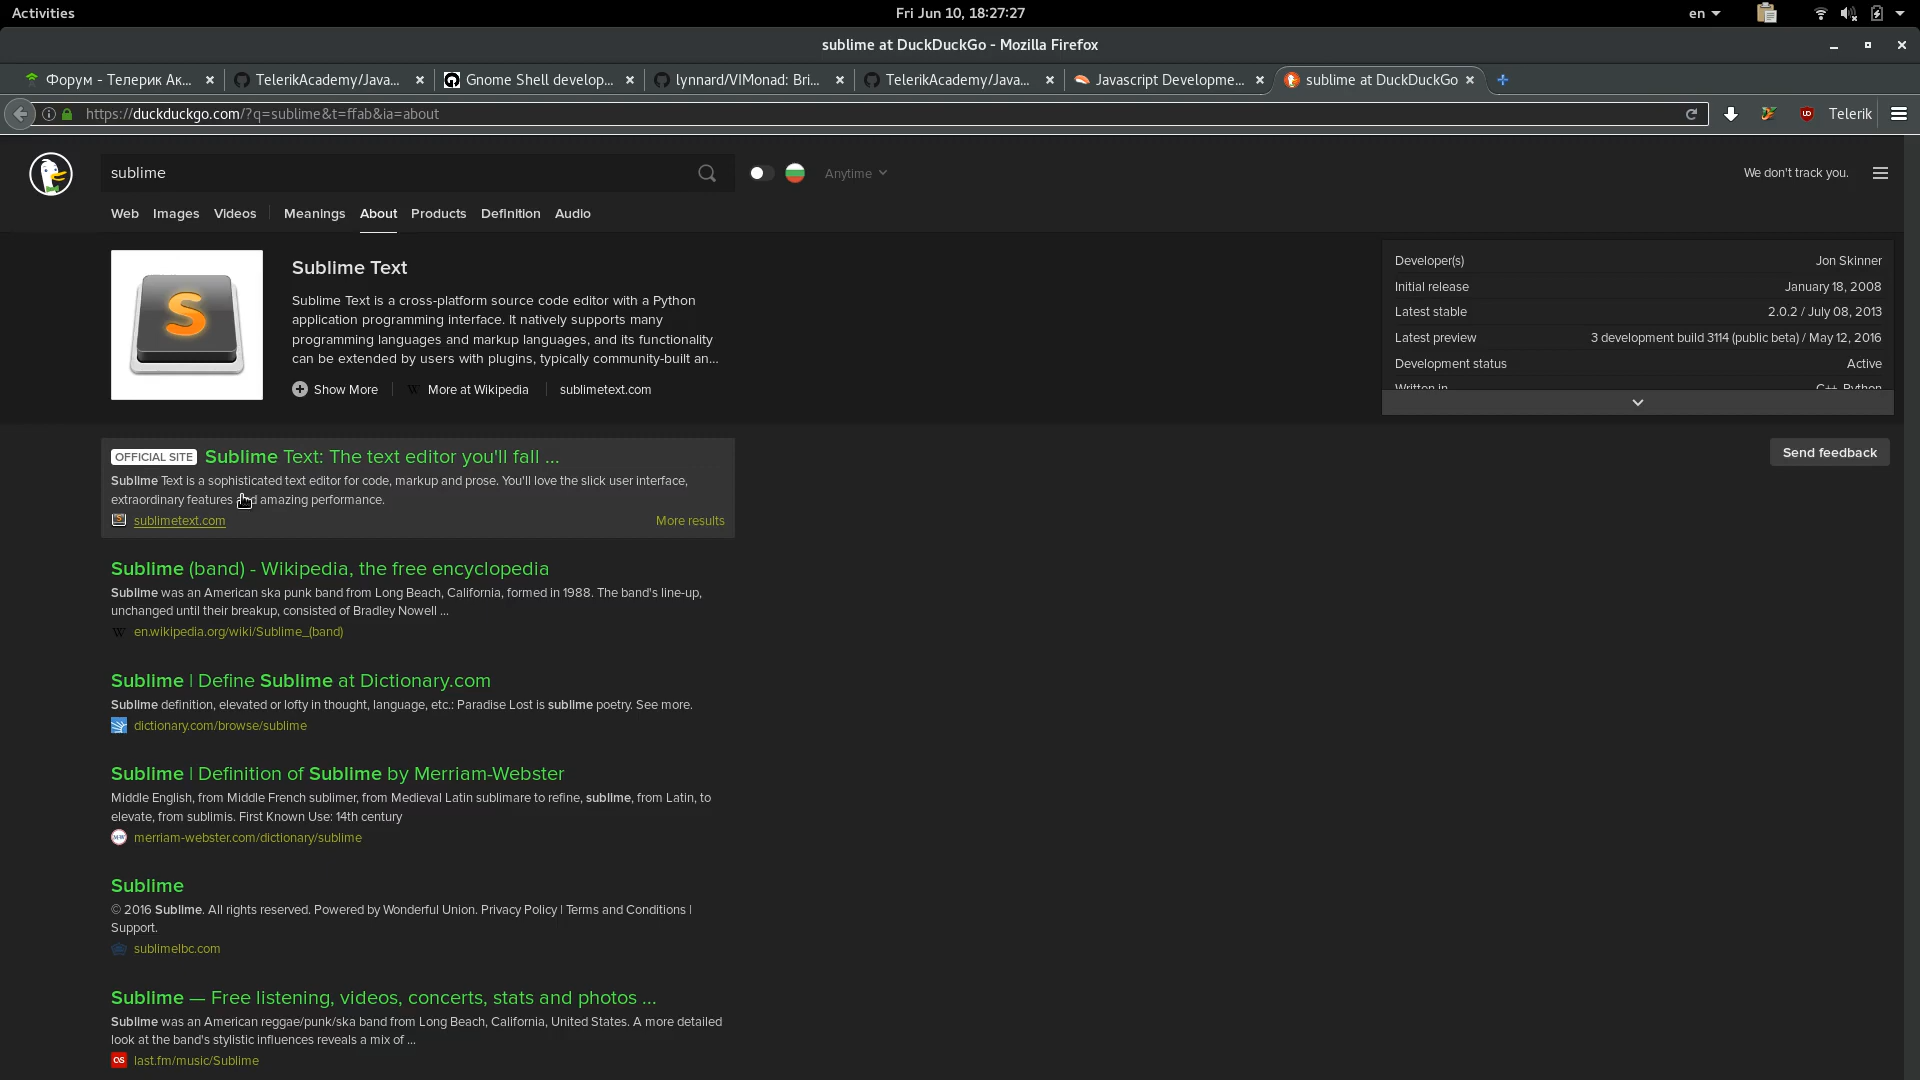 Activities
Fri Jun 10, 18:27:27
en
sublime at DuckDuckGo - Mozilla Firefox
Форум - Телерик Ак...
TelerikAcademy/Java...
Gnome Shell develop...
lynnard/VIMonad: Bri...
TelerikAcademy/Java...
Javascript Developme...
sublime at DuckDuckGo
https://duckduckgo.com/?q=sublime&t=ffab&ia=about
Telerik
sublime
Anytime
We don't track you.
Web Images Videos Meanings About Products Definition Audio
Sublime Text
Sublime Text is a cross-platform source code editor with a Python
application programming interface. It natively supports many
programming languages and markup languages, and its functionality
can be extended by users with plugins, typically community-built an...
Show More
More at Wikipedia
sublimetext.com
Developer(s) Jon Skinner
Initial release January 18, 2008
Latest stable 2.0.2 / July 08, 2013
Latest preview 3 development build 3114 (public beta) / May 12, 2016
Development status Active
Written in C++, Python
Send feedback
OFFICIAL SITE Sublime Text: The text editor you'll fall ...
Sublime Text is a sophisticated text editor for code, markup and prose. You'll love the slick user interface,
extraordinary features and amazing performance.
sublimetext.com More results
Sublime (band) - Wikipedia, the free encyclopedia
Sublime was an American ska punk band from Long Beach, California, formed in 1988. The band's line-up,
unchanged until their breakup, consisted of Bradley Nowell ...
en.wikipedia.org/wiki/Sublime_(band)
Sublime | Define Sublime at Dictionary.com
Sublime definition, elevated or lofty in thought, language, etc.: Paradise Lost is sublime poetry. See more.
dictionary.com/browse/sublime
Sublime | Definition of Sublime by Merriam-Webster
Middle English, from Middle French sublimer, from Medieval Latin sublimare to refine, sublime, from Latin, to
elevate, from sublimis. First Known Use: 14th century
merriam-webster.com/dictionary/sublime
Sublime
© 2016 Sublime. All rights reserved. Powered by Wonderful Union. Privacy Policy | Terms and Conditions |
Support.
sublimelbc.com
Sublime — Free listening, videos, concerts, stats and photos ...
Sublime was an American reggae/punk/ska band from Long Beach, California, United States. A more detailed
look at the band's stylistic influences reveals a mix of ...
last.fm/music/Sublime